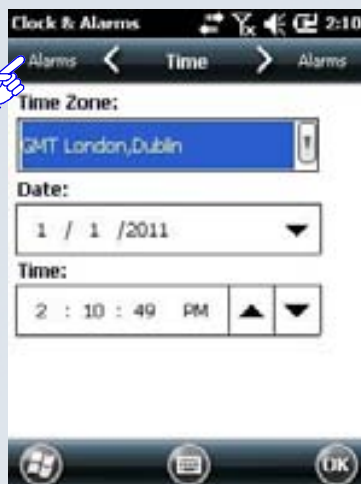 Clock & Alarms 2:10
Alarms Time Alarms
Time Zone:
GMT London,Dublin
Date:
1 / 1 /2011
Time:
2 : 10 : 49 PM
OK